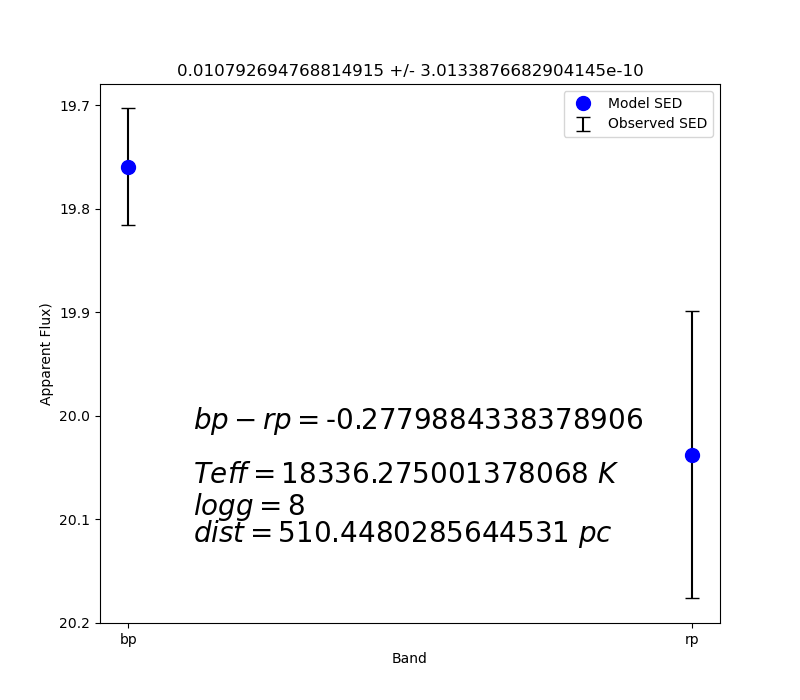 0.010792694768814915 +/- 3.0133876682904145e-10
Model SED
Observed SED
Apparent Flux)
19.7
19.8
19.9
20.0
20.1
20.2
bp − rp = -0.2779884338378906
Teff = 18336.275001378068 K
logg = 8
dist = 510.4480285644531 pc
bp
rp
Band